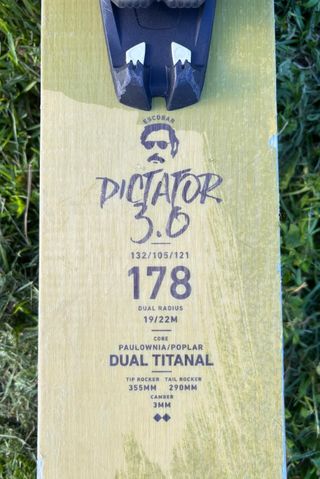 ESCOBAR
DICTATOR
3.0
132/105/121
178
DUAL RADIUS
19/22M
CORE
PAULOWNIA/POPLAR
DUAL TITANAL
TIP ROCKER TAIL ROCKER
355MM 290MM
CAMBER
3MM